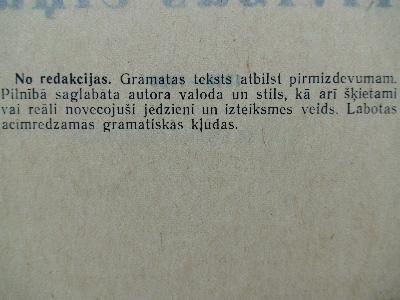 No redakcijas. Grāmatas teksts atbilst pirmizdevumam.
Pilnībā saglabāta autora valoda un stils, kā arī šķietami
vai reāli novecojuši jēdzieni un izteiksmes veids. Labotas
acīmredzamas gramatiskas kļūdas.